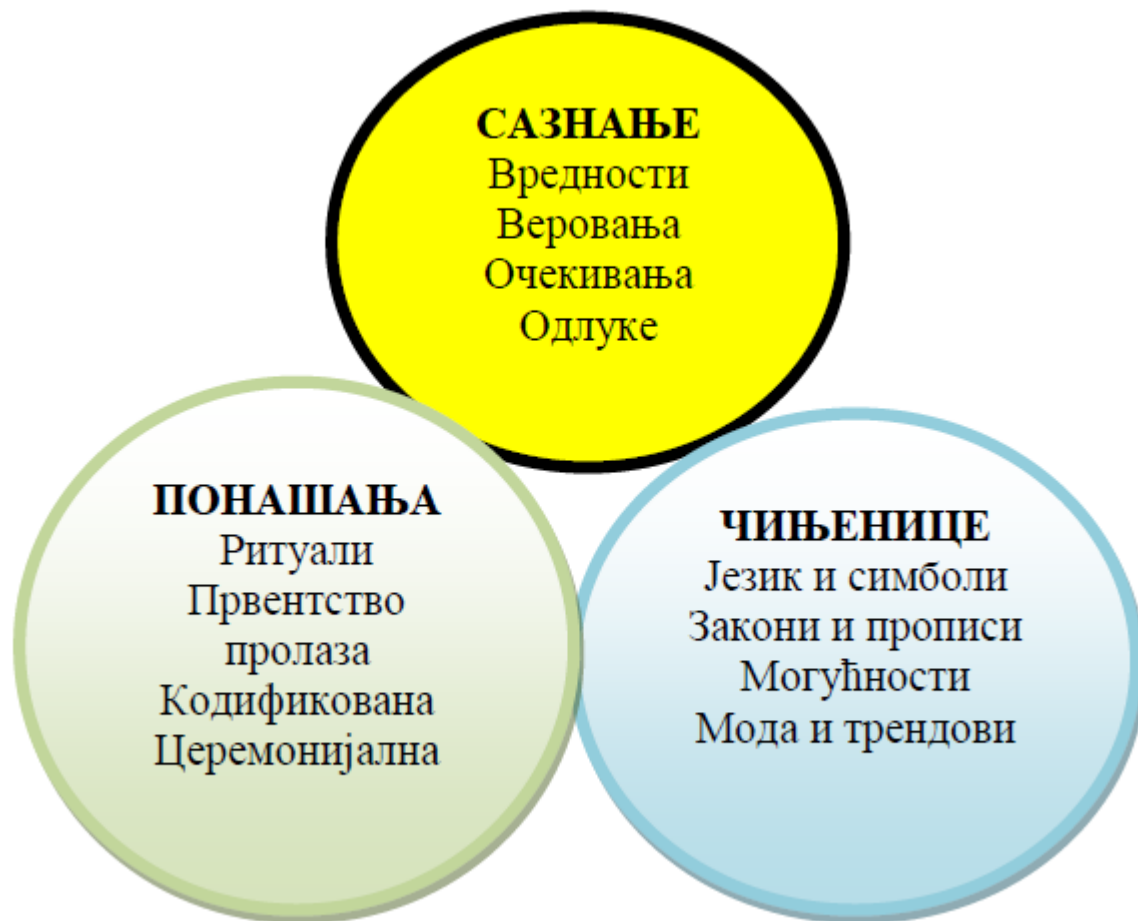 САЗНАЊЕ
Вредности
Веровања
Очекивања
Одлуке
ПОНАШАЊА
Ритуали
Првентство
пролаза
Кодификована
Церемонијална
ЧИЊЕНИЦЕ
Језик и симболи
Закони и прописи
Могућности
Мода и трендови